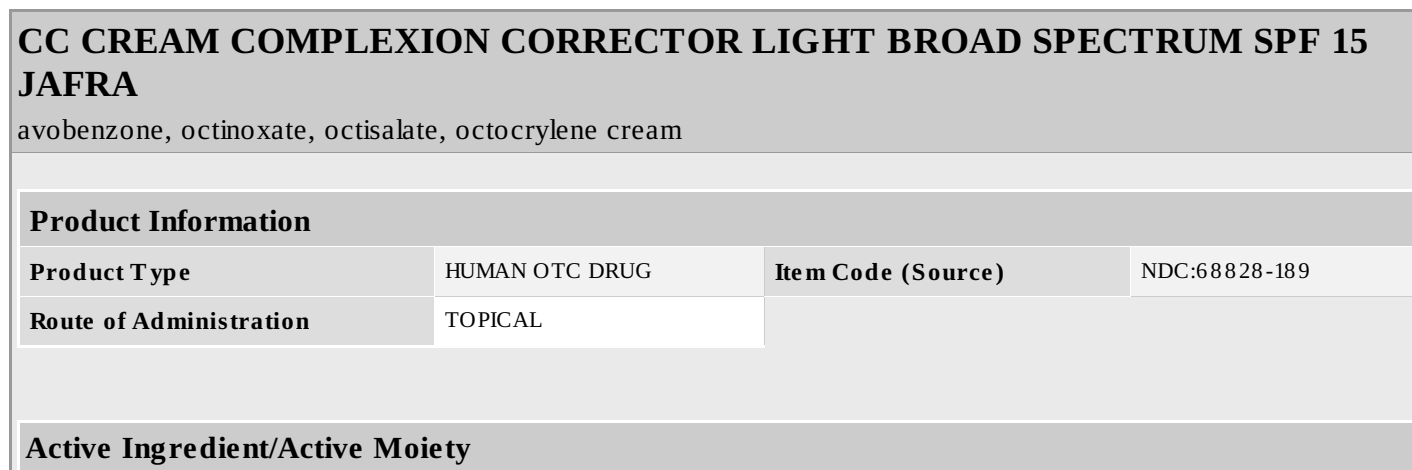 CC CREAM COMPLEXION CORRECTOR LIGHT BROAD SPECTRUM SPF 15
JAFRA
avobenzone, octinoxate, octisalate, octocrylene cream
Product Information
Product Type HUMAN OTC DRUG Item Code (Source) NDC:68828-189
Route of Administration TOPICAL
Active Ingredient/Active Moiety